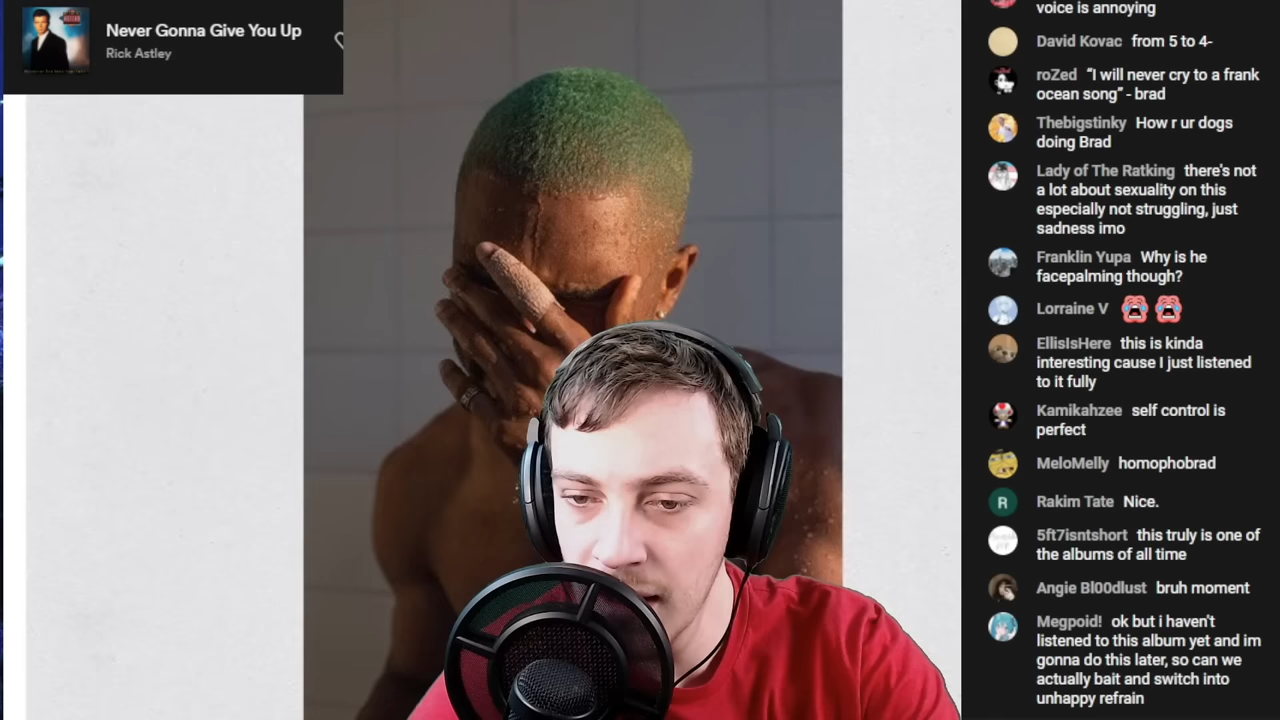 Never Gonna Give You Up
Rick Astley
voice is annoying
David Kovac from 5 to 4-
roZed “I will never cry to a frank
ocean song” - brad
Thebigstinky How r ur dogs
doing Brad
Lady of The Ratking there's not
a lot about sexuality on this
especially not struggling, just
sadness imo
Franklin Yupa Why is he
facepalming though?
Lorraine V
EllisIsHere this is kinda
interesting cause I just listened
to it fully
Kamikahzee self control is
perfect
MeloMelly homophobrad
R Rakim Tate Nice.
5ft7isntshort this truly is one of
the albums of all time
Angie Bl00dlust bruh moment
Megpoid! ok but i haven't
listened to this album yet and im
gonna do this later, so can we
actually bait and switch into
unhappy refrain